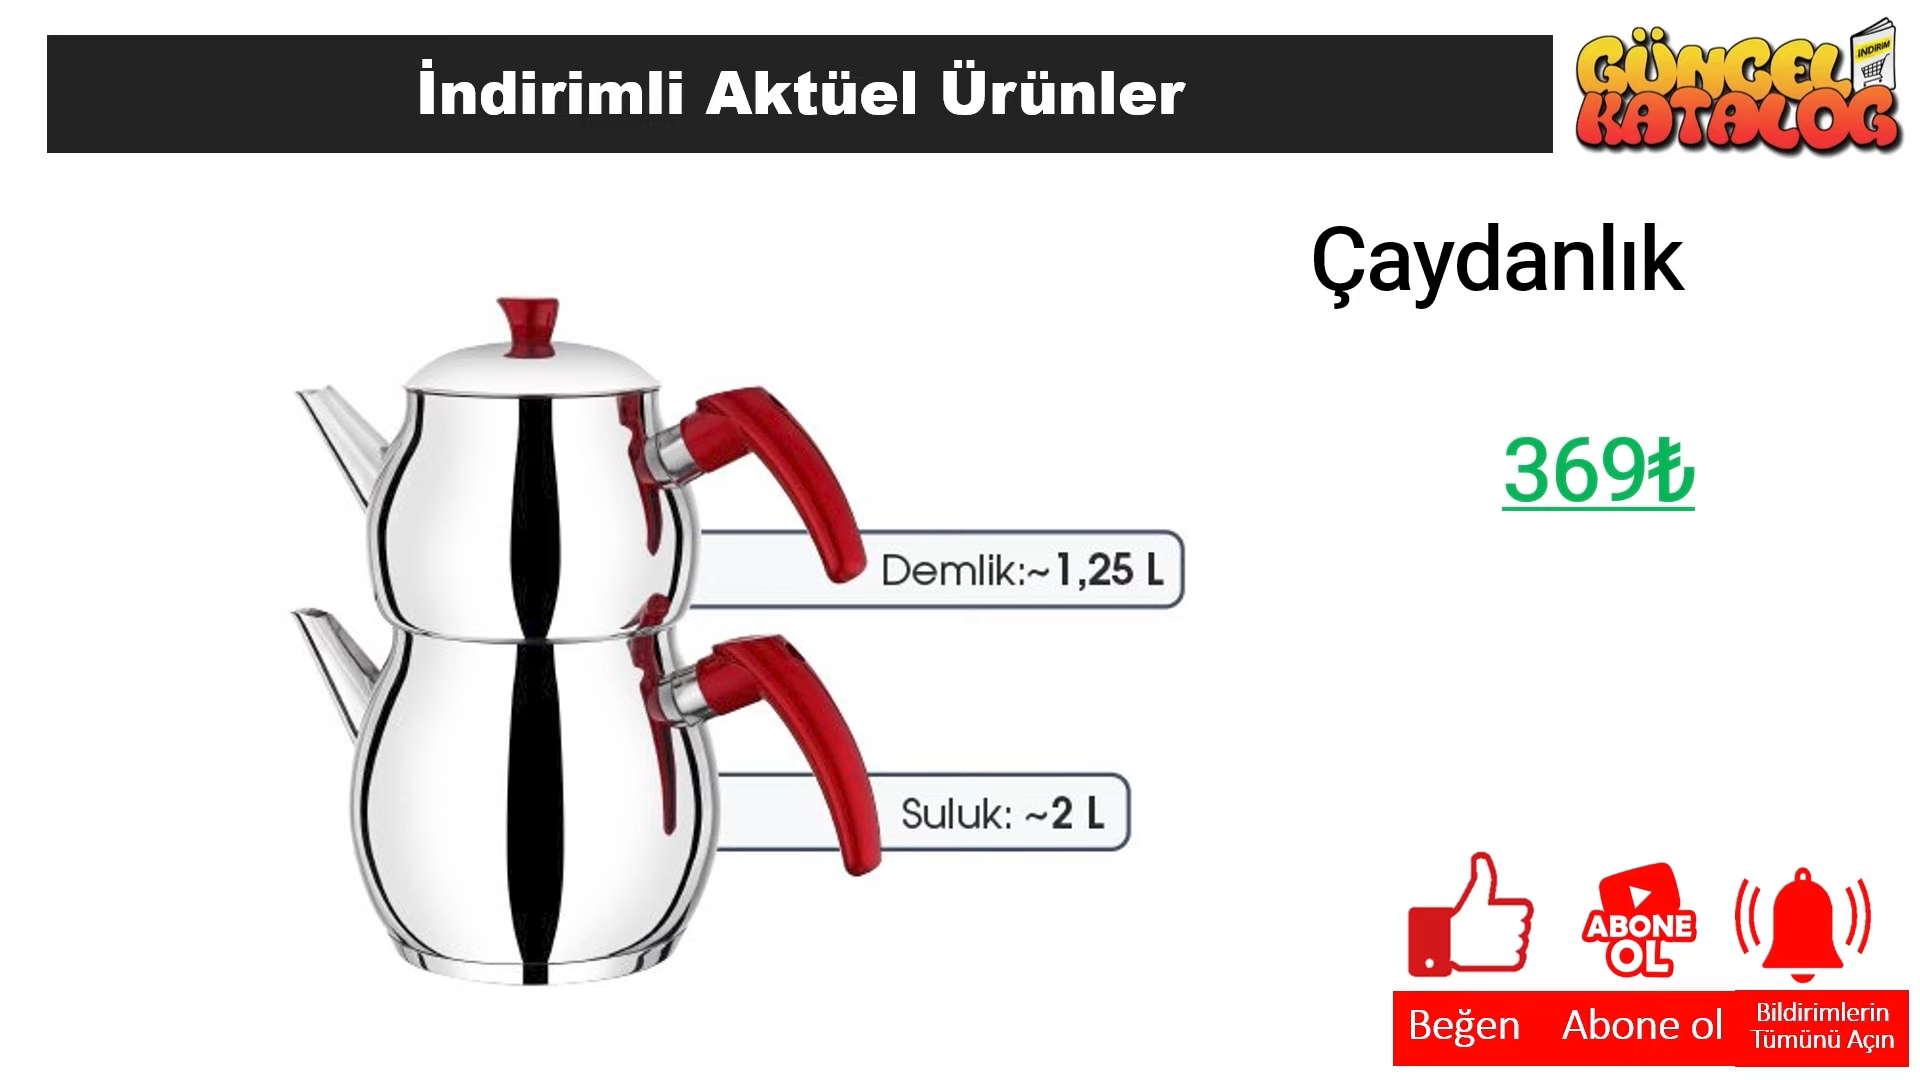 İndirimli Aktüel Ürünler
GÜNCEL
KATALOG
İNDİRİM
Çaydanlık
369₺
Demlik:~1,25 L
Suluk: ~2 L
ABONE
OL
Beğen
Abone ol
Bildirimlerin
Tümünü Açın